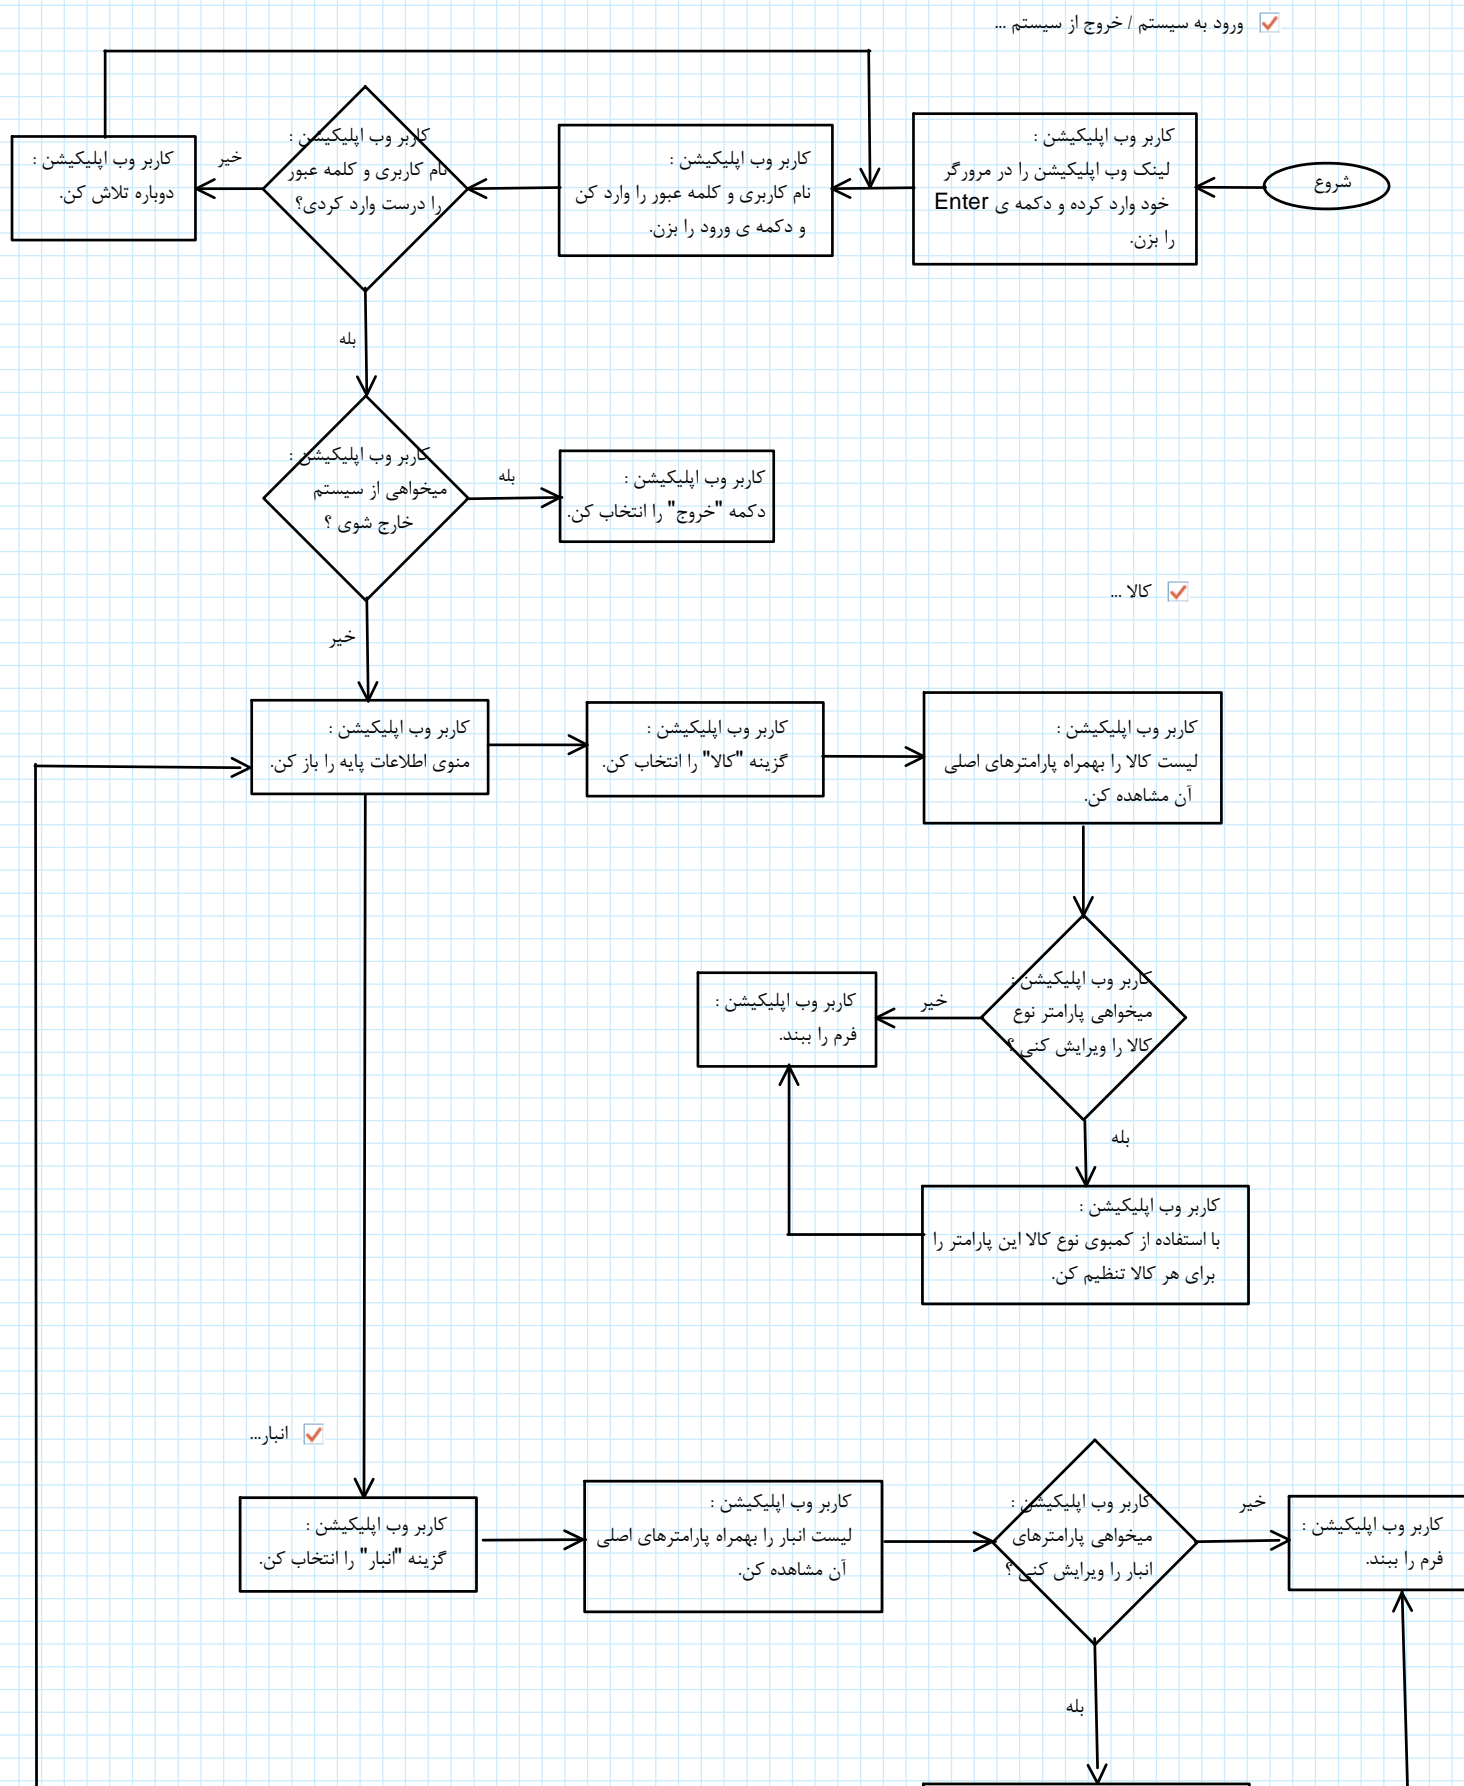 ورود به سیستم / خروج از سیستم ...
شروع
کاربر وب اپلیکیشن :
لینک وب اپلیکیشن را در مرورگر
خود وارد کرده و دکمه ی Enter
را بزن.
کاربر وب اپلیکیشن :
نام کاربری و کلمه عبور را وارد کن
و دکمه ی ورود را بزن.
کاربر وب اپلیکیشن :
نام کاربری و کلمه عبور
را درست وارد کردی؟
خیر
کاربر وب اپلیکیشن :
دوباره تلاش کن.
بله
کاربر وب اپلیکیشن :
میخواهی از سیستم
خارج شوی ؟
بله
کاربر وب اپلیکیشن :
دکمه "خروج" را انتخاب کن.
خیر
کالا ...
کاربر وب اپلیکیشن :
منوی اطلاعات پایه را باز کن.
کاربر وب اپلیکیشن :
گزینه "کالا" را انتخاب کن.
کاربر وب اپلیکیشن :
لیست کالا را بهمراه پارامترهای اصلی
آن مشاهده کن.
کاربر وب اپلیکیشن :
میخواهی پارامتر نوع
کالا را ویرایش کنی ؟
خیر
کاربر وب اپلیکیشن :
فرم را ببند.
بله
کاربر وب اپلیکیشن :
با استفاده از کمبوی نوع کالا این پارامتر را
برای هر کالا تنظیم کن.
انبار...
کاربر وب اپلیکیشن :
گزینه "انبار" را انتخاب کن.
کاربر وب اپلیکیشن :
لیست انبار را بهمراه پارامترهای اصلی
آن مشاهده کن.
کاربر وب اپلیکیشن :
میخواهی پارامترهای
انبار را ویرایش کنی ؟
خیر
کاربر وب اپلیکیشن :
فرم را ببند.
بله